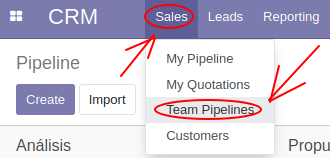 CRM Sales Leads Reporting
Pipeline
My Pipeline
My Quotations
Team Pipelines
Customers
Create Import
Análisis
Propu